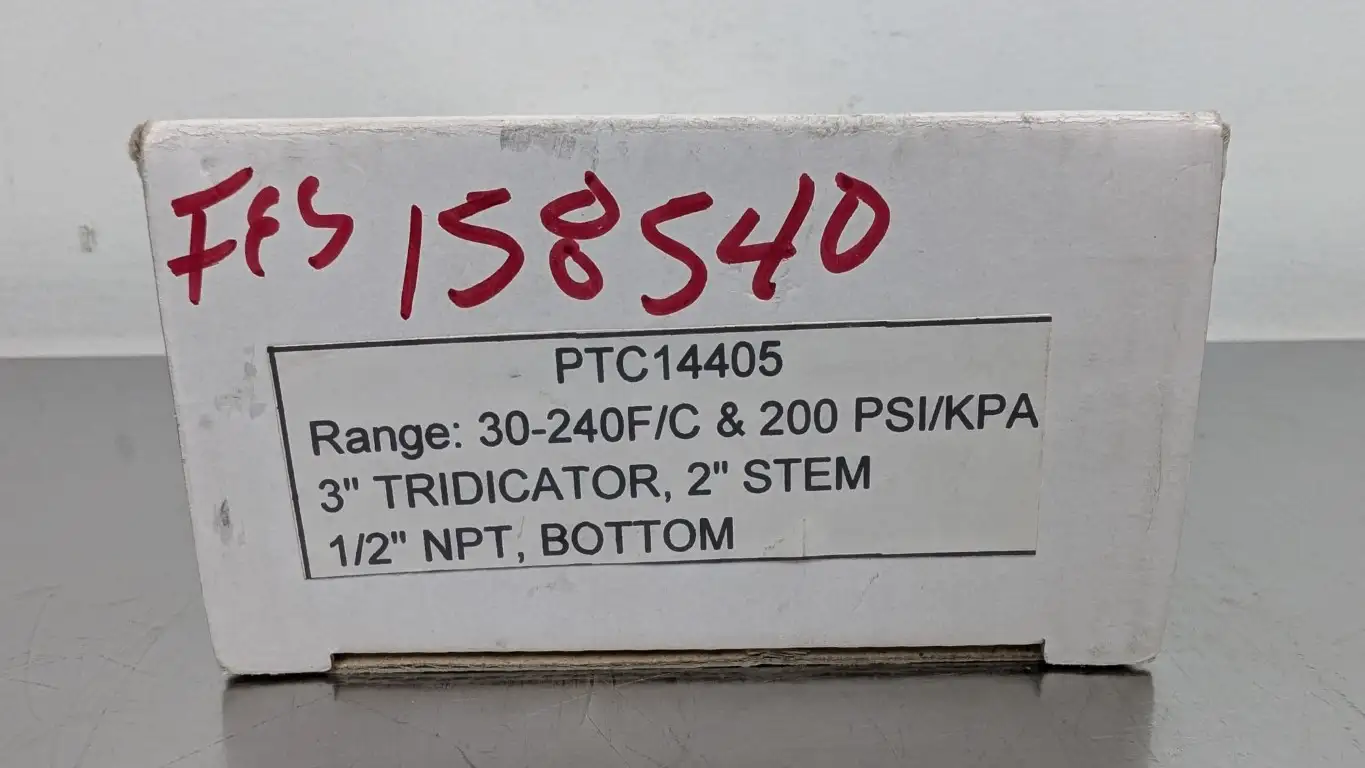 FES 158540
PTC14405
Range: 30-240F/C & 200 PSI/KPA
3" TRIDICATOR, 2" STEM
1/2" NPT, BOTTOM